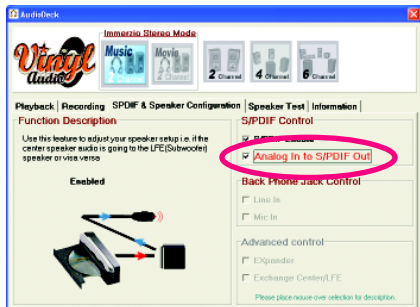 AudioDeck
Immerzio Stereo Mode
Vinyl Audio
Music
Movie
2 Channel
4 Channel
6 Channel
Playback
Recording
SPDIF & Speaker Configuration
Speaker Test
Information
Function Description
Use this feature to adjust your speaker setup i.e. if the
center speaker audio is going to the LFE(Subwoofer)
speaker or visa versa
Enabled
S/PDIF Control
S/PDIF Enable
Analog In to S/PDIF Out
Back Phone Jack Control
Line In
Mic In
Advanced control
EXpander
Exchange Center/LFE
Please place mouse over selection for description.